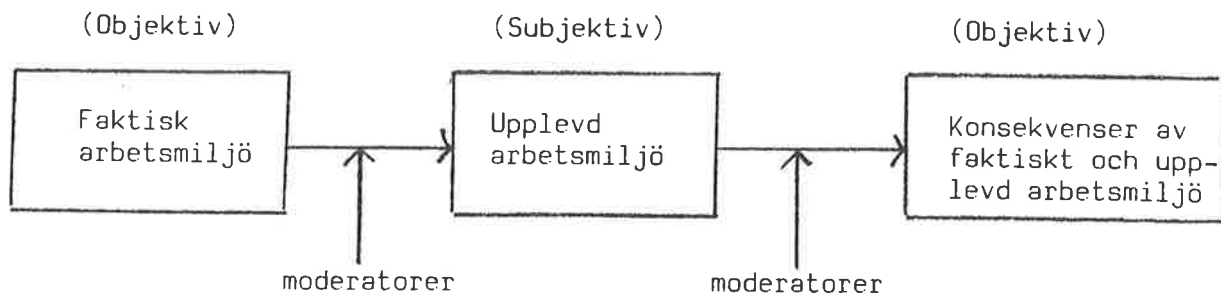 (Objektiv) (Subjektiv) (Objektiv)
Faktisk
arbetsmiljö
Upplevd
arbetsmiljö
Konsekvenser av
faktiskt och upp-
levd arbetsmiljö
moderatorer moderatorer